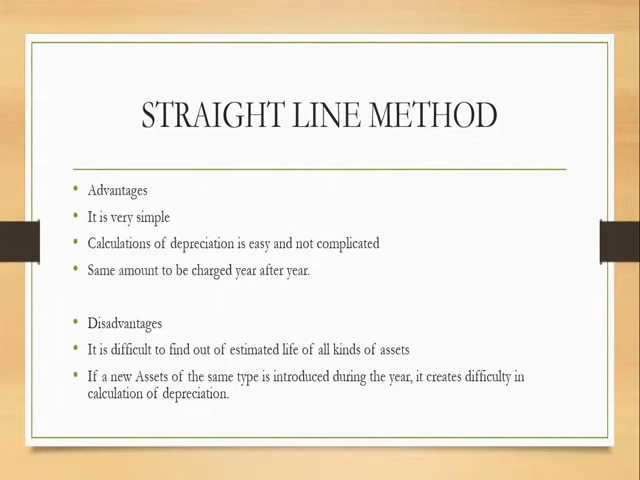 STRAIGHT LINE METHOD
• Advantages
• It is very simple
• Calculations of depreciation is easy and not complicated
• Same amount to be charged year after year.
• Disadvantages
• It is difficult to find out of estimated life of all kinds of assets
• If a new Assets of the same type is introduced during the year, it creates difficulty in
calculation of depreciation.